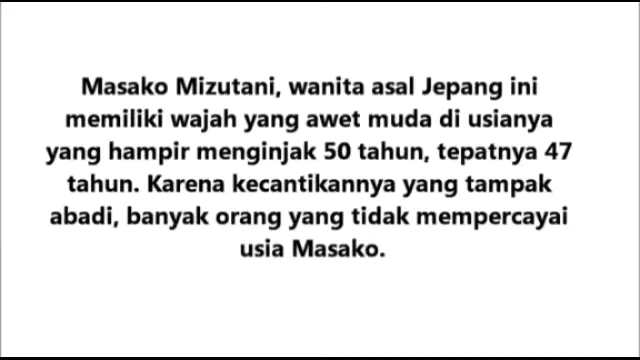 Masako Mizutani, wanita asal Jepang ini
memiliki wajah yang awet muda di usianya
yang hampir menginjak 50 tahun, tepatnya 47
tahun. Karena kecantikannya yang tampak
abadi, banyak orang yang tidak mempercayai
usia Masako.